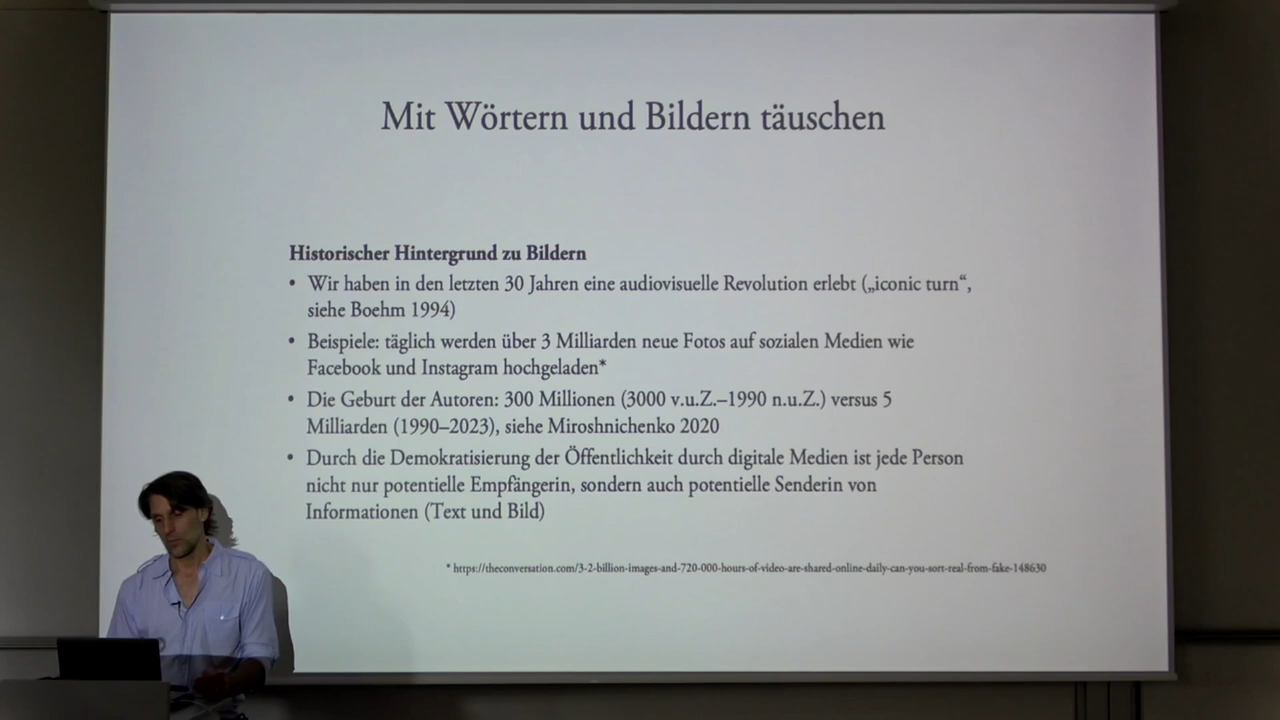 Mit Wörtern und Bildern täuschen
Historischer Hintergrund zu Bildern
• Wir haben in den letzten 30 Jahren eine audiovisuelle Revolution erlebt („iconic turn“,
siehe Boehm 1994)
• Beispiele: täglich werden über 3 Milliarden neue Fotos auf sozialen Medien wie
Facebook und Instagram hochgeladen*
• Die Geburt der Autoren: 300 Millionen (3000 v.u.Z.–1990 n.u.Z.) versus 5
Milliarden (1990–2023), siehe Miroshnichenko 2020
• Durch die Demokratisierung der Öffentlichkeit durch digitale Medien ist jede Person
nicht nur potentielle Empfängerin, sondern auch potentielle Senderin von
Informationen (Text und Bild)
* https://theconversation.com/3-2-billion-images-and-720-000-hours-of-video-are-shared-online-daily-can-you-sort-real-from-fake-148630